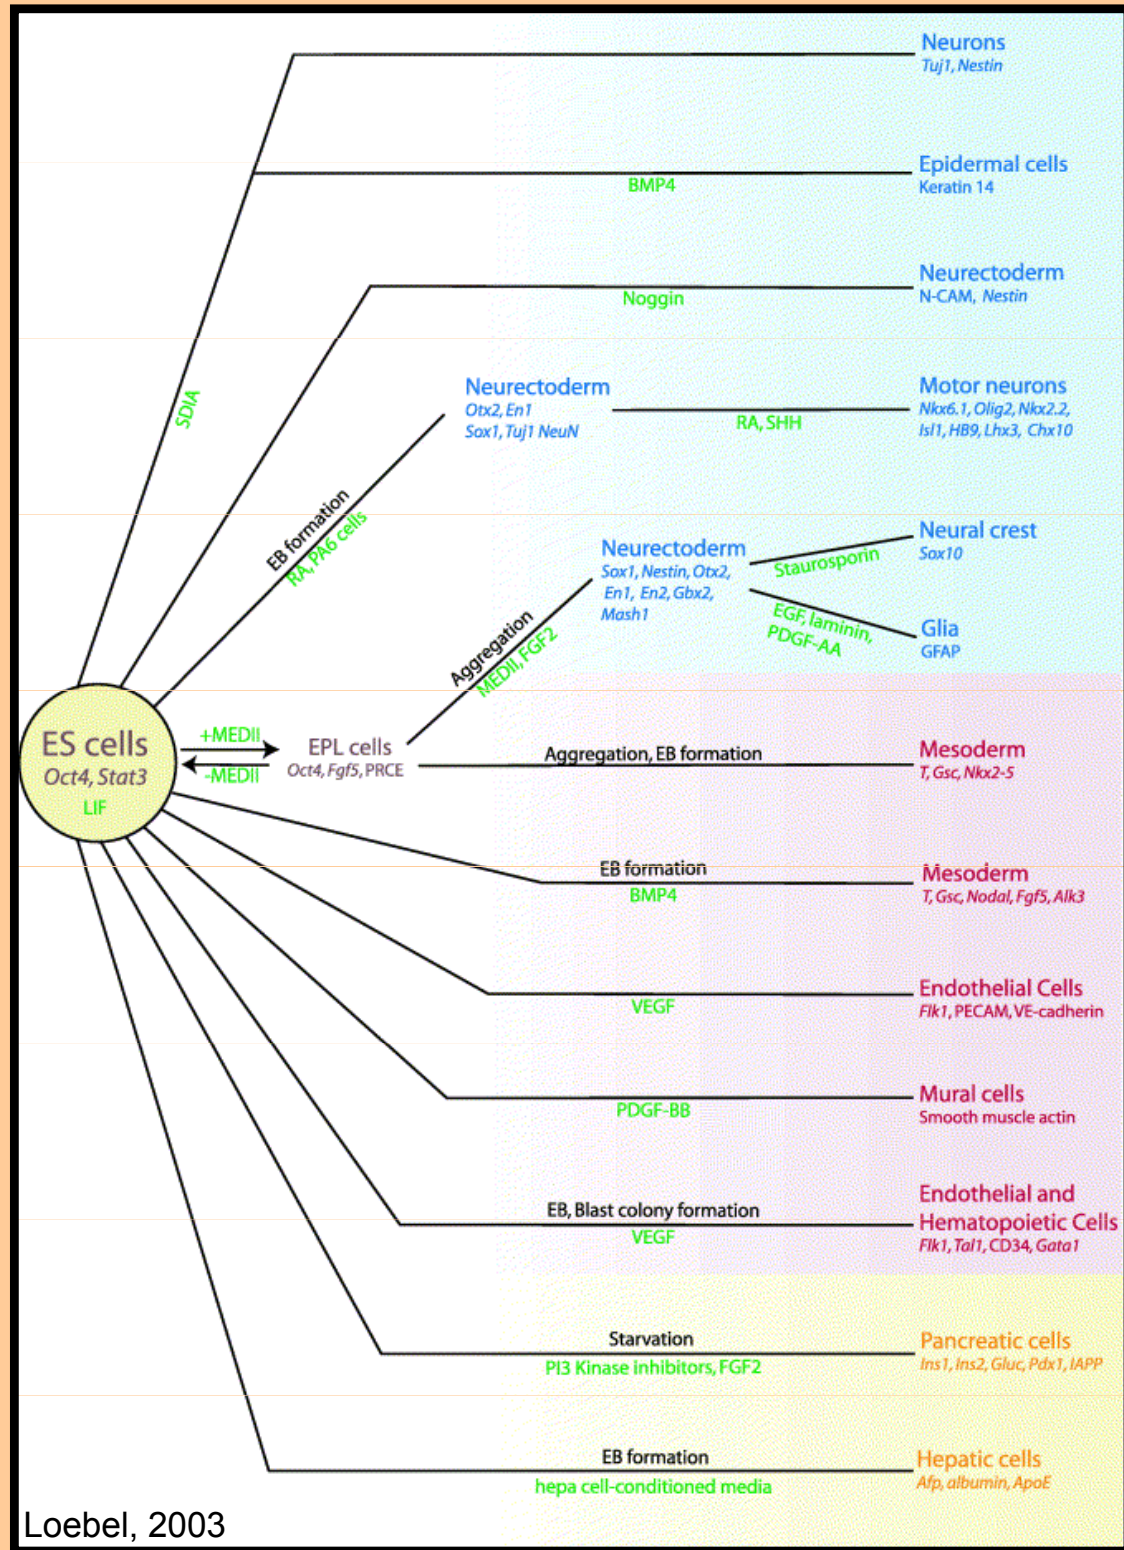 Neurons
Tuj1, Nestin
Epidermal cells
Keratin 14
BMP4
Neurectoderm
N-CAM, Nestin
Noggin
SDIA
Neurectoderm
Otx2, En1
Sox1, Tuj1 NeuN
RA, SHH
Motor neurons
Nkx6.1, Olig2, Nkx2.2,
Isl1, HB9, Lhx3, Chx10
EB formation
RA, PA6 cells
Neurectoderm
Sox1, Nestin, Otx2,
En1, En2, Gbx2,
Mash1
Staurosporin
Neural crest
Sox10
EGF, laminin,
PDGF-AA
Glia
GFAP
Aggregation
MEDII, FGF2
ES cells
Oct4, Stat3
LIF
+MEDII
-MEDII
EPL cells
Oct4, Fgf5, PRCE
Aggregation, EB formation
Mesoderm
T, Gsc, Nkx2-5
EB formation
BMP4
Mesoderm
T, Gsc, Nodal, Fgf5, Alk3
VEGF
Endothelial Cells
Flk1, PECAM, VE-cadherin
PDGF-BB
Mural cells
Smooth muscle actin
EB, Blast colony formation
VEGF
Endothelial and
Hematopoietic Cells
Flk1, Tal1, CD34, Gata1
Starvation
PI3 Kinase inhibitors, FGF2
Pancreatic cells
Ins1, Ins2, Gluc, Pdx1, IAPP
EB formation
hepa cell-conditioned media
Hepatic cells
Afp, albumin, ApoE
Loebel, 2003